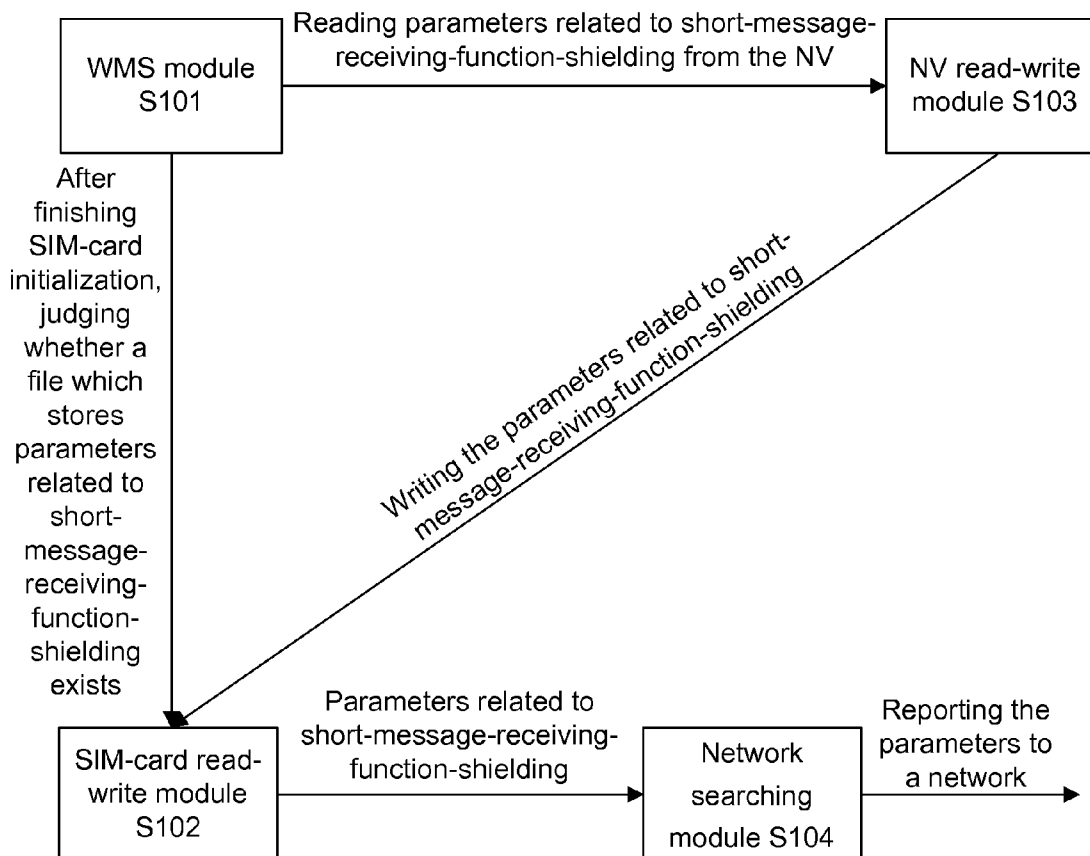 Reading parameters related to short-message-
receiving-function-shielding from the NV
WMS module
S101
NV read-write
module S103
After
finishing
SIM-card
initialization,
judging
whether a
file which
stores
parameters
related to
short-
message-
receiving-
function-
shielding
exists
Writing the parameters related to short-
message-receiving-function-shielding
Parameters related to
short-message-receiving-
function-shielding
Reporting the
parameters to
a network
SIM-card read-
write module
S102
Network
searching
module S104